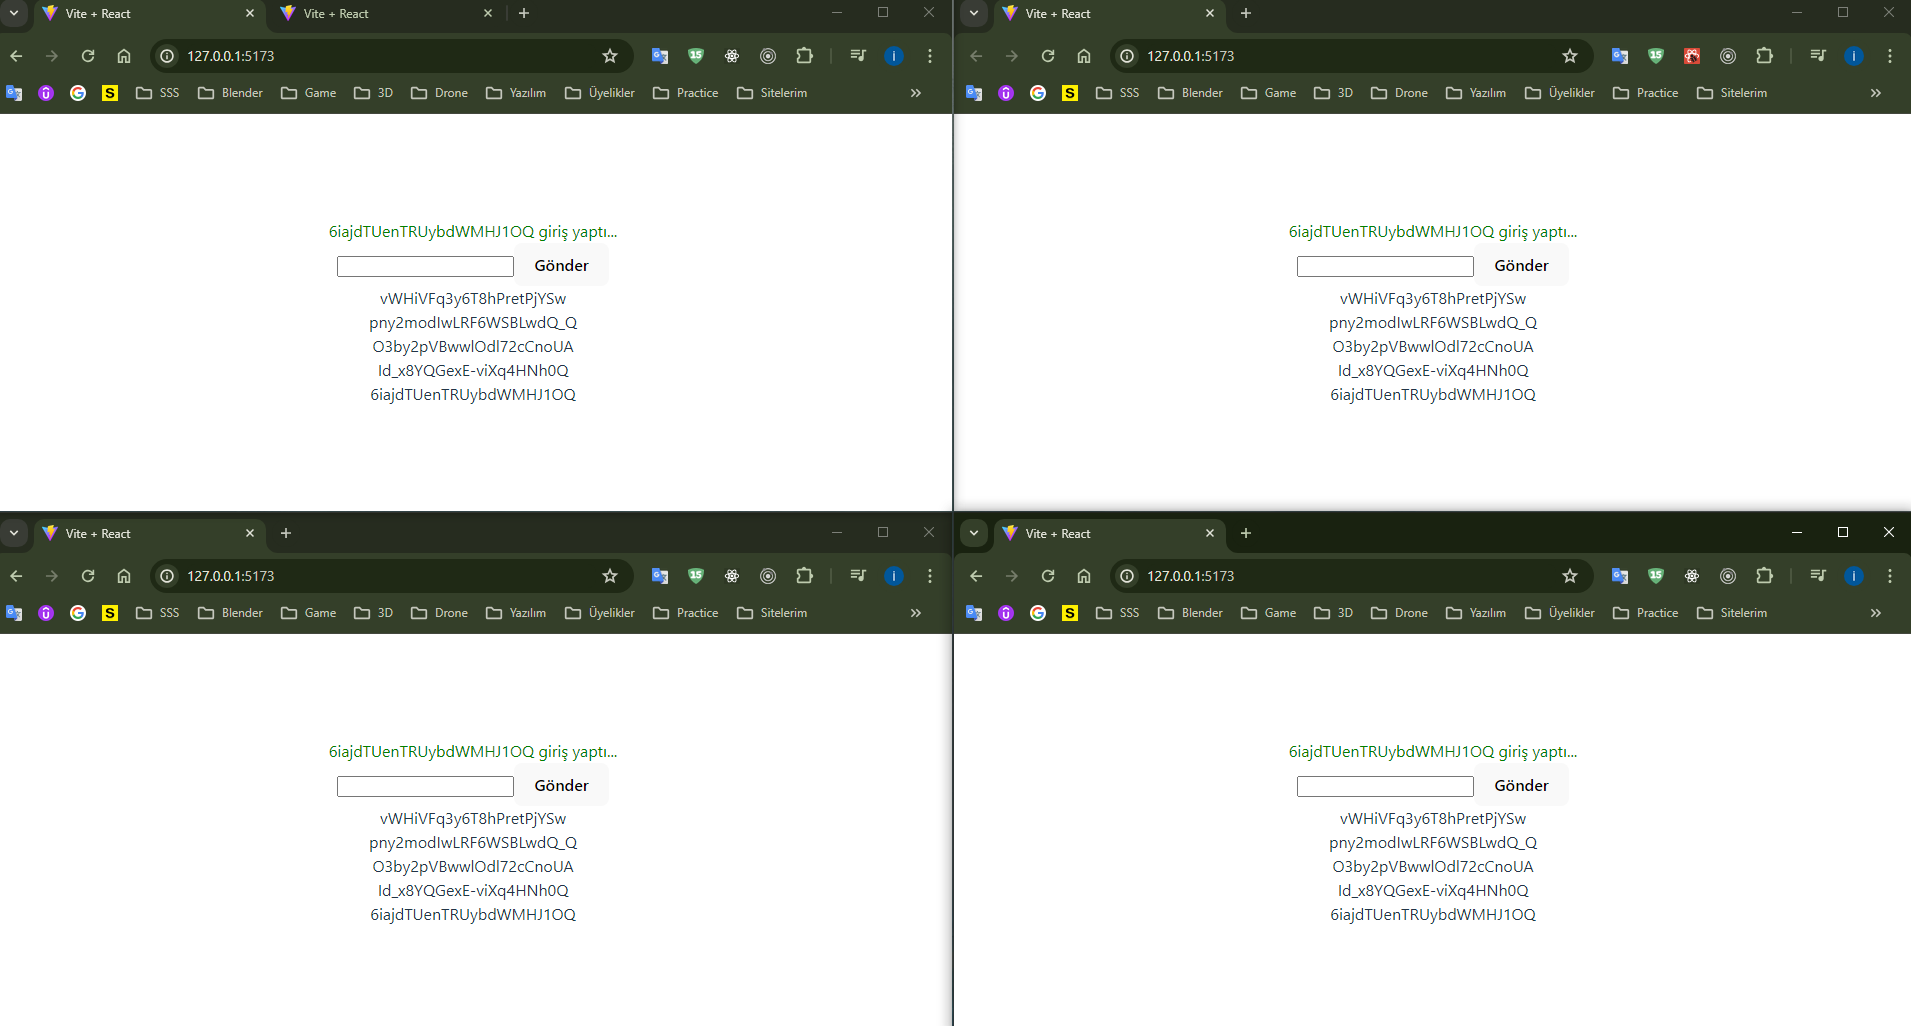 Vite + React
Vite + React
127.0.0.1:5173
15
i
S
SSS
Blender
Game
3D
Drone
Yazılım
Üyelikler
Practice
Sitelerim
6iajdTUenTRUybdWMHJ1OQ giriş yaptı...
Gönder
vWHiVFq3y6T8hPretPjYSw
pny2modIwLRF6WSBLwdQ_Q
O3by2pVBwwlOdl72cCnoUA
Id_x8YQGexE-viXq4HNh0Q
6iajdTUenTRUybdWMHJ1OQ
Vite + React
127.0.0.1:5173
15
i
S
SSS
Blender
Game
3D
Drone
Yazılım
Üyelikler
Practice
Sitelerim
6iajdTUenTRUybdWMHJ1OQ giriş yaptı...
Gönder
vWHiVFq3y6T8hPretPjYSw
pny2modIwLRF6WSBLwdQ_Q
O3by2pVBwwlOdl72cCnoUA
Id_x8YQGexE-viXq4HNh0Q
6iajdTUenTRUybdWMHJ1OQ
Vite + React
127.0.0.1:5173
15
i
S
SSS
Blender
Game
3D
Drone
Yazılım
Üyelikler
Practice
Sitelerim
6iajdTUenTRUybdWMHJ1OQ giriş yaptı...
Gönder
vWHiVFq3y6T8hPretPjYSw
pny2modIwLRF6WSBLwdQ_Q
O3by2pVBwwlOdl72cCnoUA
Id_x8YQGexE-viXq4HNh0Q
6iajdTUenTRUybdWMHJ1OQ
Vite + React
127.0.0.1:5173
15
i
S
SSS
Blender
Game
3D
Drone
Yazılım
Üyelikler
Practice
Sitelerim
6iajdTUenTRUybdWMHJ1OQ giriş yaptı...
Gönder
vWHiVFq3y6T8hPretPjYSw
pny2modIwLRF6WSBLwdQ_Q
O3by2pVBwwlOdl72cCnoUA
Id_x8YQGexE-viXq4HNh0Q
6iajdTUenTRUybdWMHJ1OQ